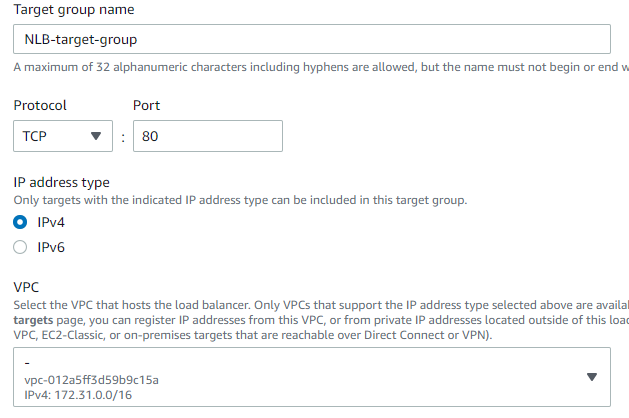 Target group name
NLB-target-group
A maximum of 32 alphanumeric characters including hyphens are allowed, but the name must not begin or end w
Protocol Port
TCP : 80
IP address type
Only targets with the indicated IP address type can be included in this target group.
IPv4
IPv6
VPC
Select the VPC that hosts the load balancer. Only VPCs that support the IP address type selected above are availa
targets page, you can register IP addresses from this VPC, or from private IP addresses located outside of this loa
VPC, EC2-Classic, or on-premises targets that are reachable over Direct Connect or VPN).
-
vpc-012a5ff3d59b9c15a
IPv4: 172.31.0.0/16